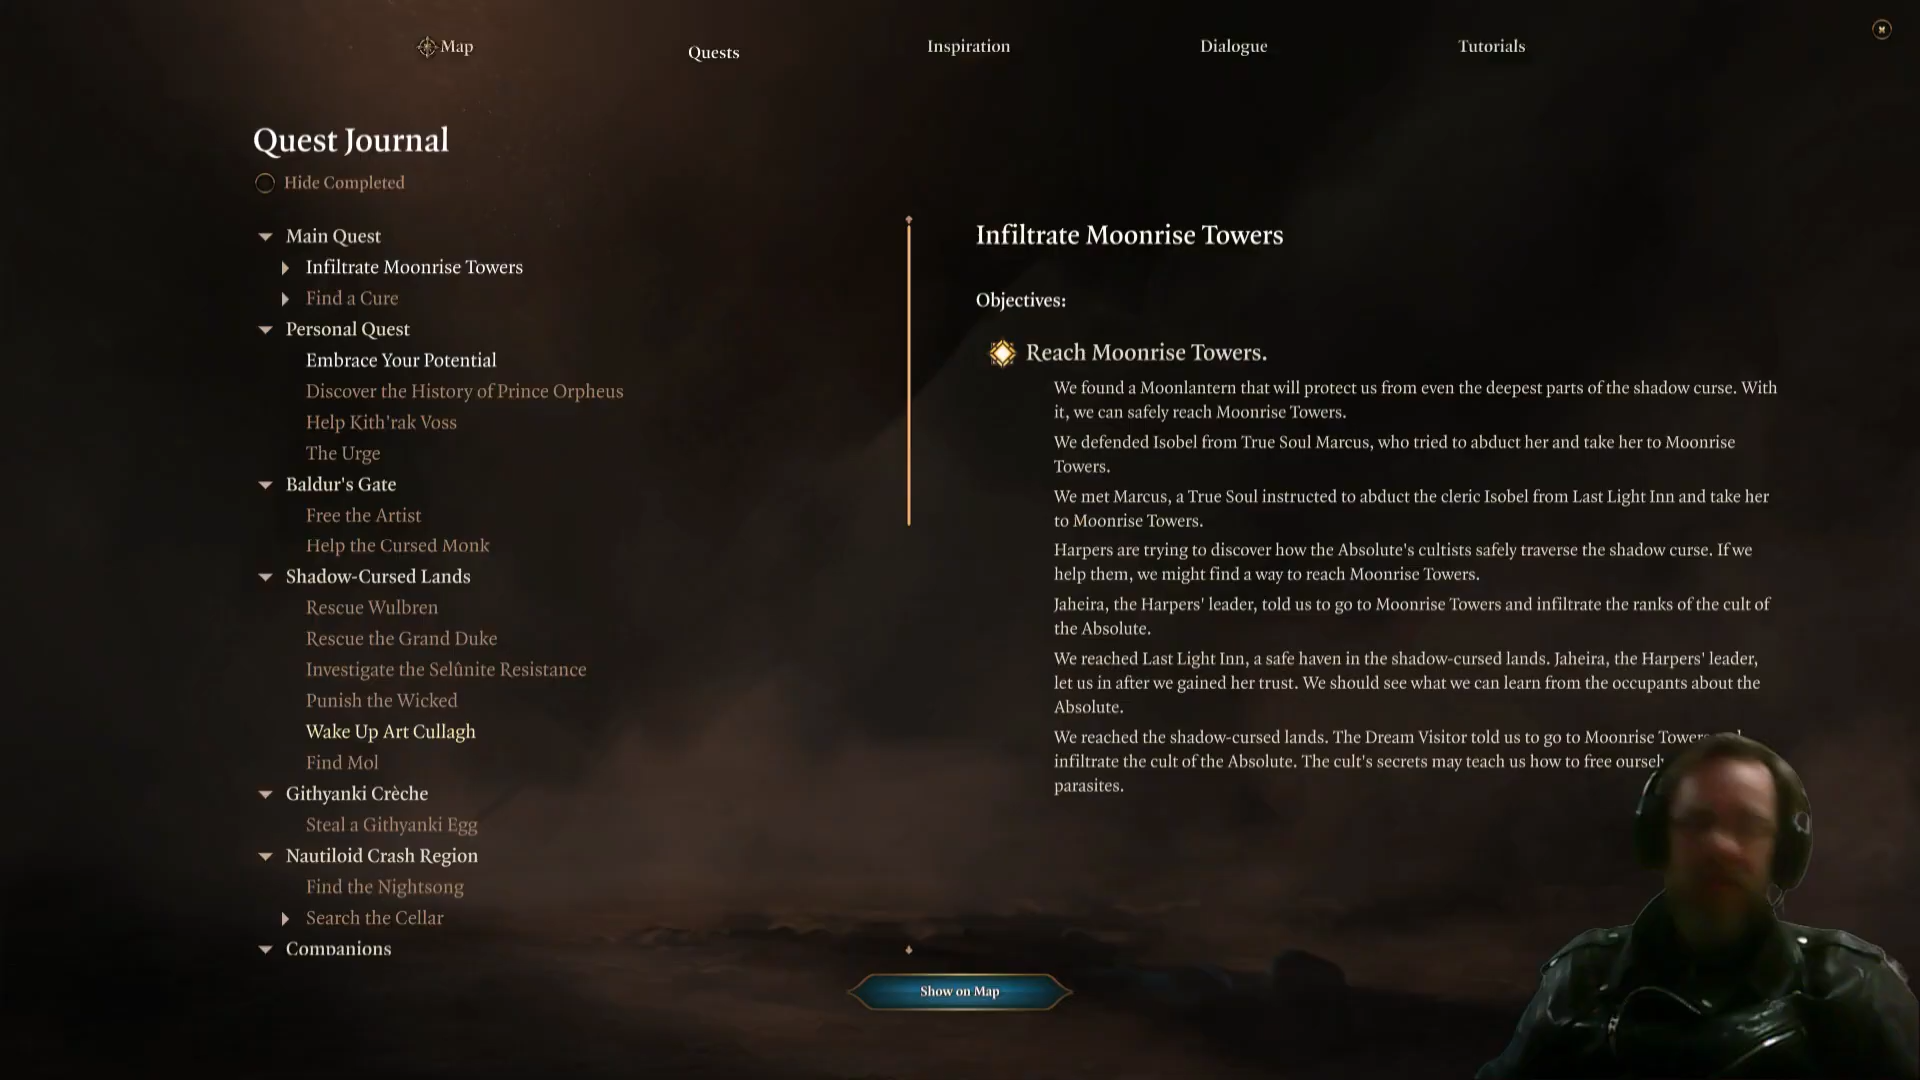 Map
Quests
Inspiration
Dialogue
Tutorials
Quest Journal
Hide Completed
Main Quest
Infiltrate Moonrise Towers
Find a Cure
Personal Quest
Embrace Your Potential
Discover the History of Prince Orpheus
Help Kith'rak Voss
The Urge
Baldur's Gate
Free the Artist
Help the Cursed Monk
Shadow-Cursed Lands
Rescue Wulbren
Rescue the Grand Duke
Investigate the Selûnite Resistance
Punish the Wicked
Wake Up Art Cullagh
Find Mol
Githyanki Crèche
Steal a Githyanki Egg
Nautiloid Crash Region
Find the Nightsong
Search the Cellar
Companions
Infiltrate Moonrise Towers
Objectives:
Reach Moonrise Towers.
We found a Moonlantern that will protect us from even the deepest parts of the shadow curse. With
it, we can safely reach Moonrise Towers.
We defended Isobel from True Soul Marcus, who tried to abduct her and take her to Moonrise
Towers.
We met Marcus, a True Soul instructed to abduct the cleric Isobel from Last Light Inn and take her
to Moonrise Towers.
Harpers are trying to discover how the Absolute's cultists safely traverse the shadow curse. If we
help them, we might find a way to reach Moonrise Towers.
Jaheira, the Harpers' leader, told us to go to Moonrise Towers and infiltrate the ranks of the cult of
the Absolute.
We reached Last Light Inn, a safe haven in the shadow-cursed lands. Jaheira, the Harpers' leader,
let us in after we gained her trust. We should see what we can learn from the occupants about the
Absolute.
We reached the shadow-cursed lands. The Dream Visitor told us to go to Moonrise
infiltrate the cult of the Absolute. The cult's secrets may teach us how to free
parasites.
Show on Map